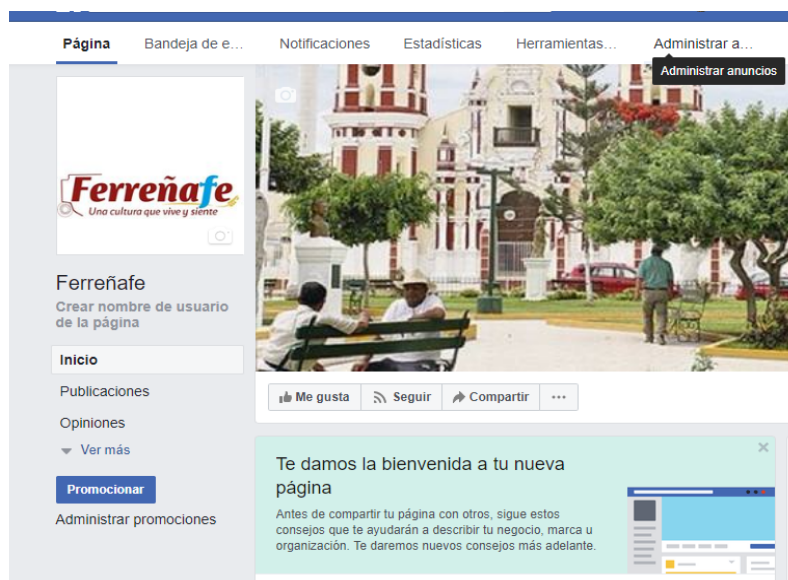 Página Bandeja de e... Notificaciones Estadísticas Herramientas... Administrar a...
Administrar anuncios
Ferreñafe
Una cultura que vive y siente
Ferreñafe
Crear nombre de usuario
de la página
Inicio
Publicaciones
Opiniones
Ver más
Promocionar
Administrar promociones
Me gusta Seguir Compartir ...
Te damos la bienvenida a tu nueva
página
Antes de compartir tu página con otros, sigue estos
consejos que te ayudarán a describir tu negocio, marca u
organización. Te daremos nuevos consejos más adelante.